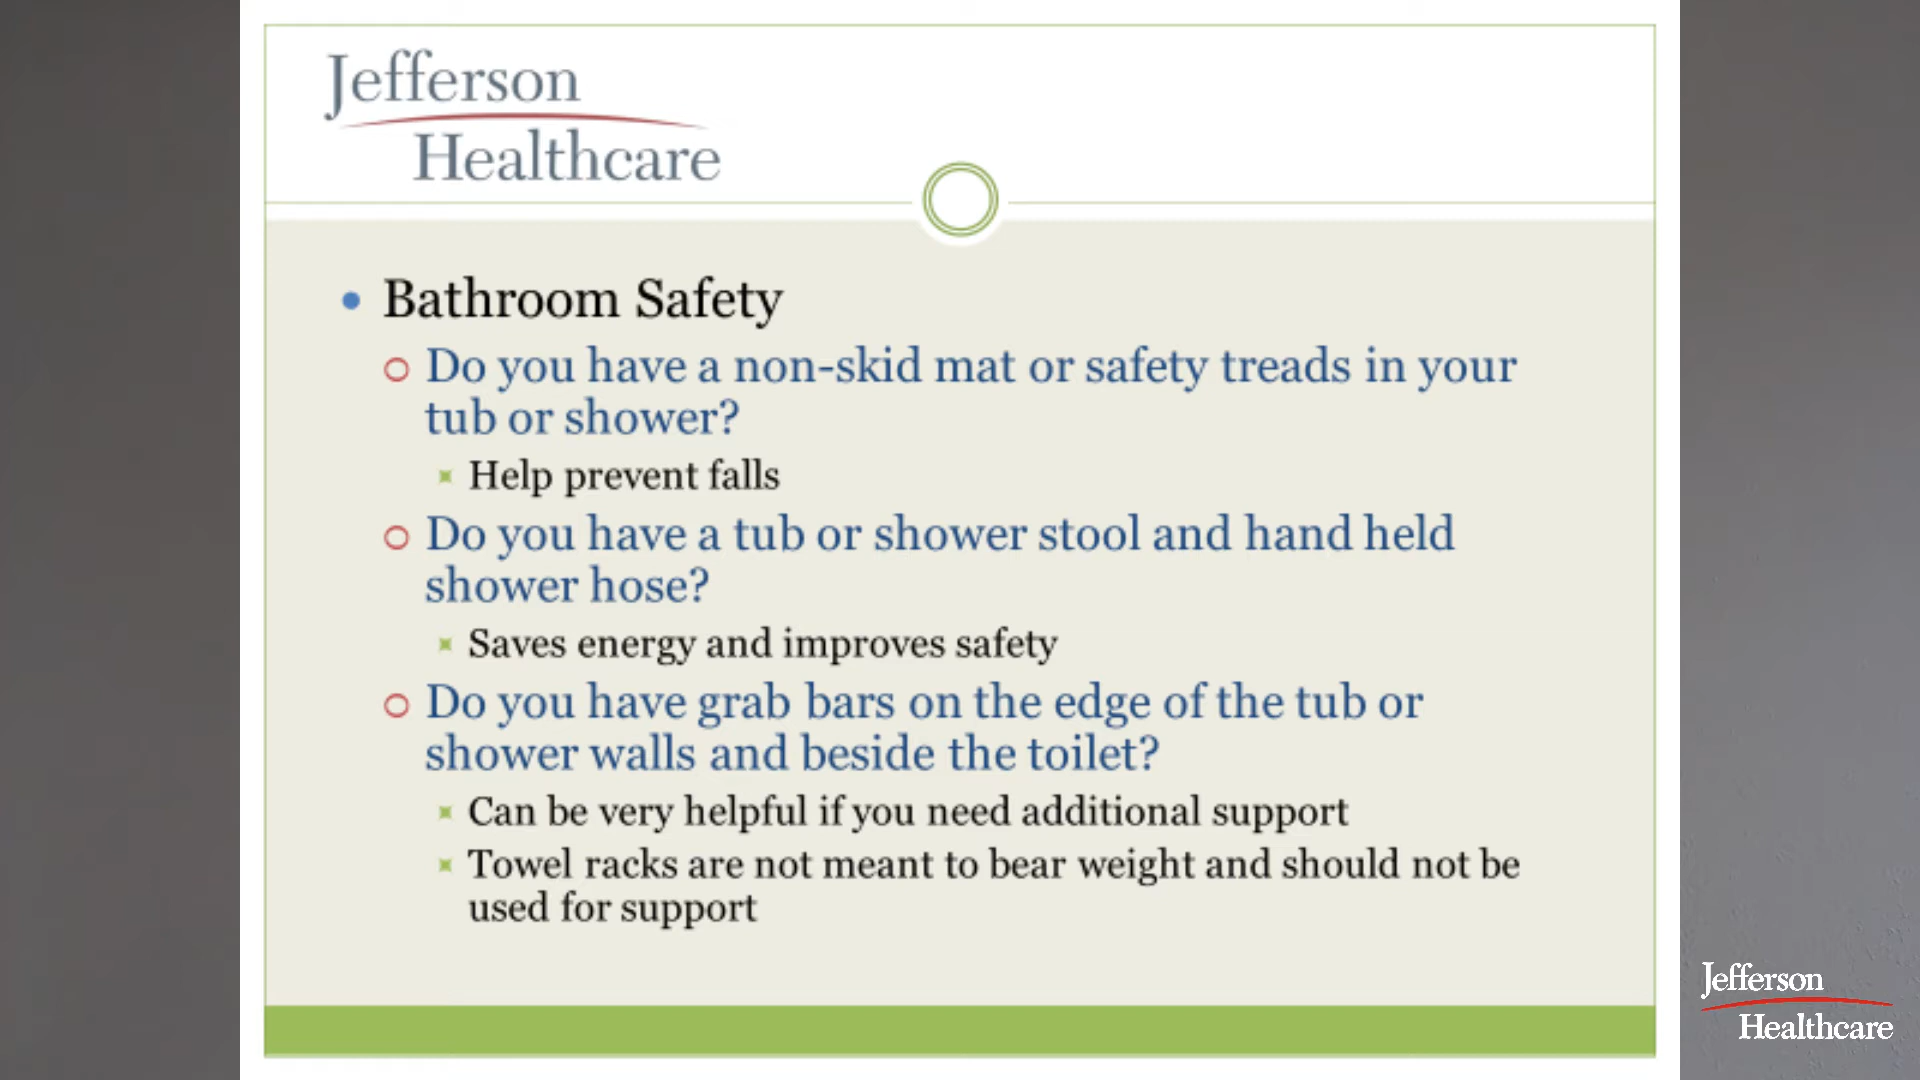 Jefferson
Healthcare
Bathroom Safety
Do you have a non-skid mat or safety treads in your
tub or shower?
Help prevent falls
Do you have a tub or shower stool and hand held
shower hose?
Saves energy and improves safety
Do you have grab bars on the edge of the tub or
shower walls and beside the toilet?
Can be very helpful if you need additional support
Towel racks are not meant to bear weight and should not be
used for support
Jefferson
Healthcare